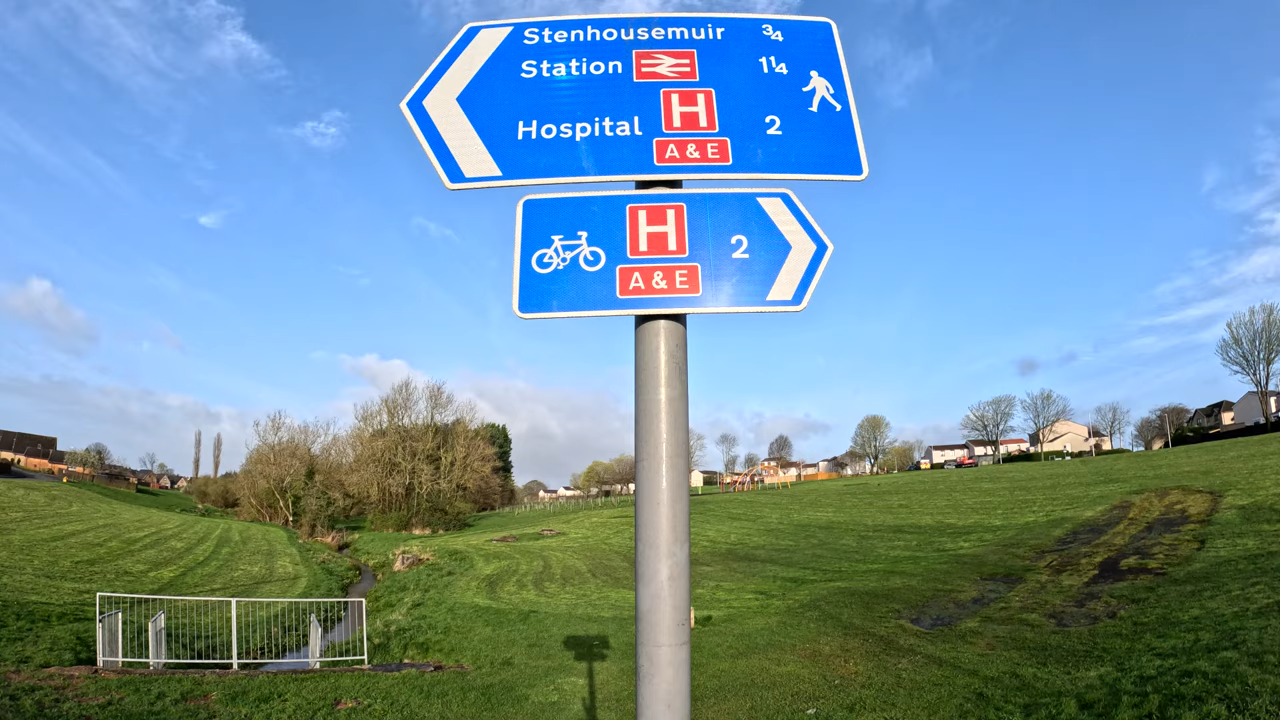 Stenhousemuir ¾
Station 1¼
H
Hospital 2
A & E
H
2
A & E